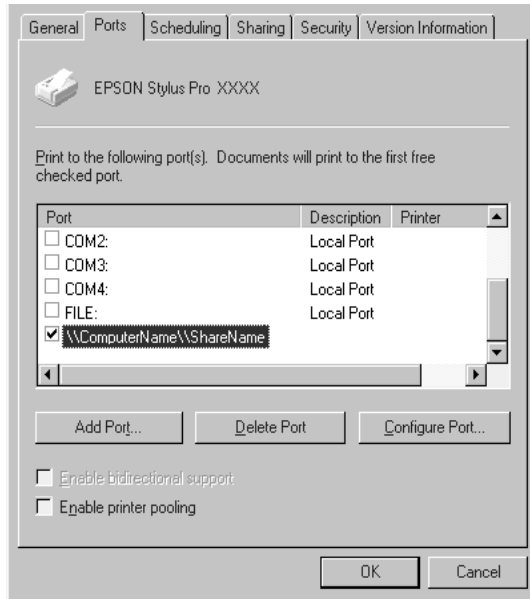 General Ports Scheduling Sharing Security Version Information
EPSON Stylus Pro XXXX
Print to the following port(s). Documents will print to the first free
checked port.
Port Description Printer
COM2: Local Port
COM3: Local Port
COM4: Local Port
FILE: Local Port
\\ComputerName\\ShareName
Add Port... Delete Port Configure Port...
Enable bidirectional support
Enable printer pooling
OK Cancel